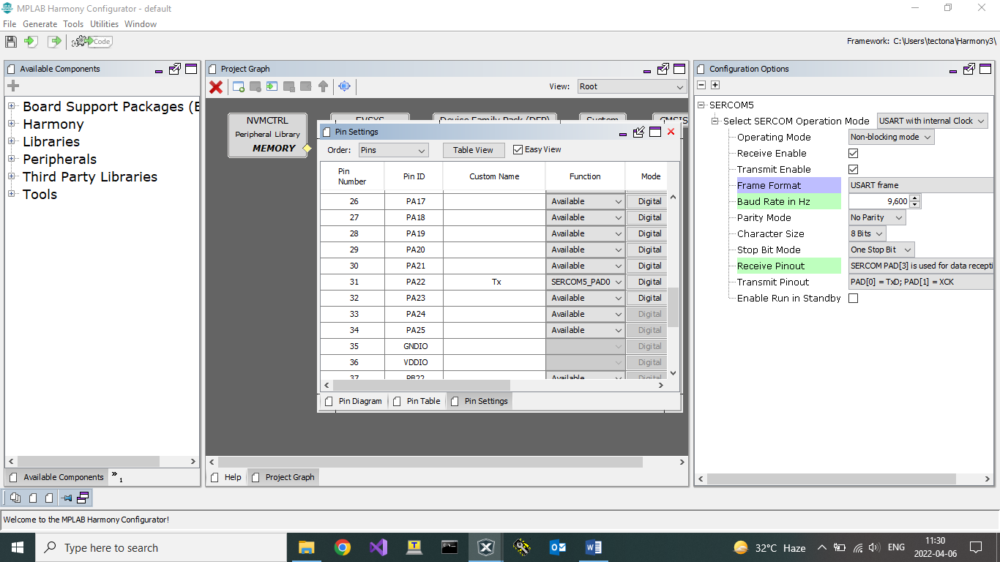 MPLAB Harmony Configurator - default
File Generate Tools Utilities Window
Code
Framework: C:\Users\tectona\Harmony3\
Available Components
Board Support Packages (B
Harmony
Libraries
Peripherals
Third Party Libraries
Tools
Available Components
1
Project Graph
View: Root
NVMCTRL
Peripheral Library
MEMORY
EVSYS
Device Family Pack (DFP)
System
CMSIS
Pin Settings
Order: Pins Table View Easy View
Pin Number Pin ID Custom Name Function Mode
26 PA17 Available Digital
27 PA18 Available Digital
28 PA19 Available Digital
29 PA20 Available Digital
30 PA21 Available Digital
31 PA22 Tx SERCOM5_PAD0 Digital
32 PA23 Available Digital
33 PA24 Available Digital
34 PA25 Available Digital
35 GNDIO Digital
36 VDDIO Digital
37 PB22 Available Digital
Pin Diagram Pin Table Pin Settings
Help Project Graph
Configuration Options
SERCOM5
Select SERCOM Operation Mode USART with internal Clock
Operating Mode Non-blocking mode
Receive Enable
Transmit Enable
Frame Format USART frame
Baud Rate in Hz 9,600
Parity Mode No Parity
Character Size 8 Bits
Stop Bit Mode One Stop Bit
Receive Pinout SERCOM PAD[3] is used for data recepti
Transmit Pinout PAD[0] = TxD; PAD[1] = XCK
Enable Run in Standby
Welcome to the MPLAB Harmony Configurator!
Type here to search
32°C Haze
ENG
11:30
2022-04-06